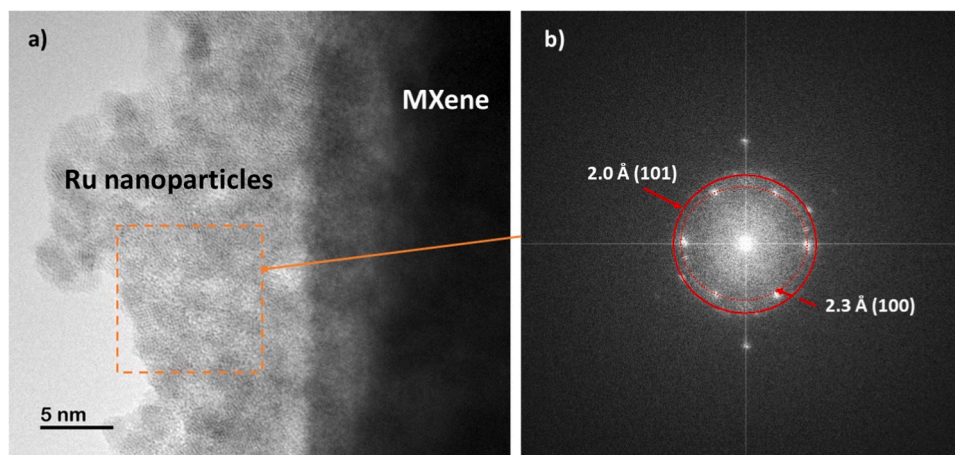 a)
MXene
Ru nanoparticles
5 nm
b)
2.0 Å (101)
2.3 Å (100)